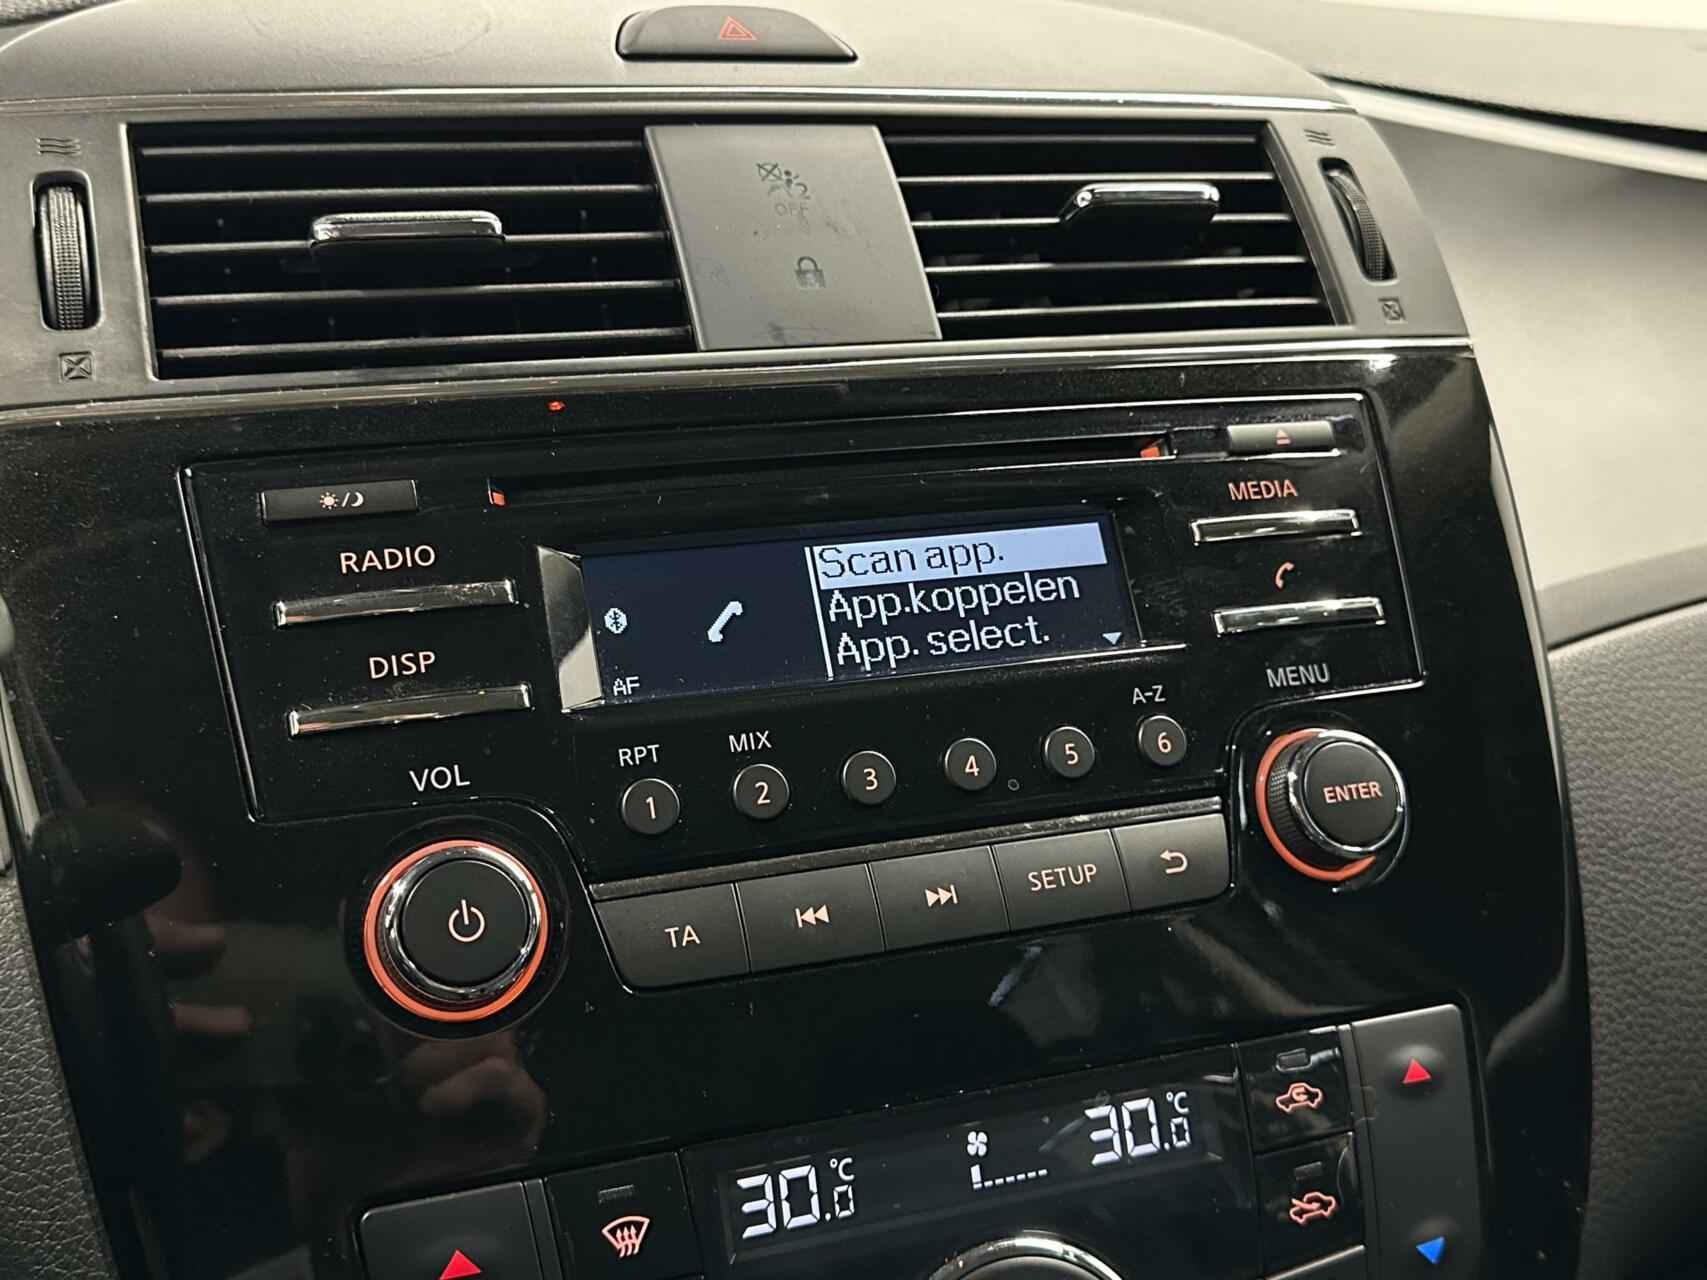 2
OFF
MEDIA
RADIO
Scan app.
App.koppelen
App. select.
AF
DISP
MENU
A-Z
MIX
RPT
VOL
1
2
3
4
5
6
ENTER
TA
SETUP
30.0 °C
30.0 °C